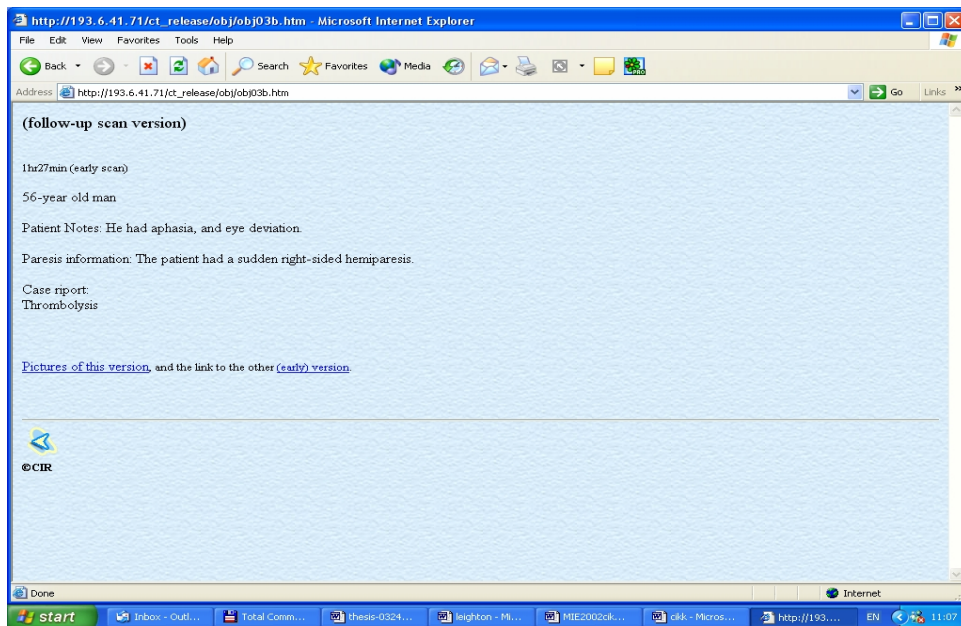 http://193.6.41.71/ct_release/obj/obj03b.htm - Microsoft Internet Explorer
File Edit View Favorites Tools Help
Back Search Favorites Media
Address http://193.6.41.71/ct_release/obj/obj03b.htm Go Links »
(follow-up scan version)
1hr27min (early scan)
56-year old man
Patient Notes: He had aphasia, and eye deviation.
Paresis information: The patient had a sudden right-sided hemiparesis.
Case riport:
Thrombolysis
Pictures of this version, and the link to the other (early) version.
©CIR
Done Internet
start Inbox - Outl... Total Comm... thesis-0324... leighton - Mi... MIE2002cik... cikk - Micros... http://193.... EN 11:07